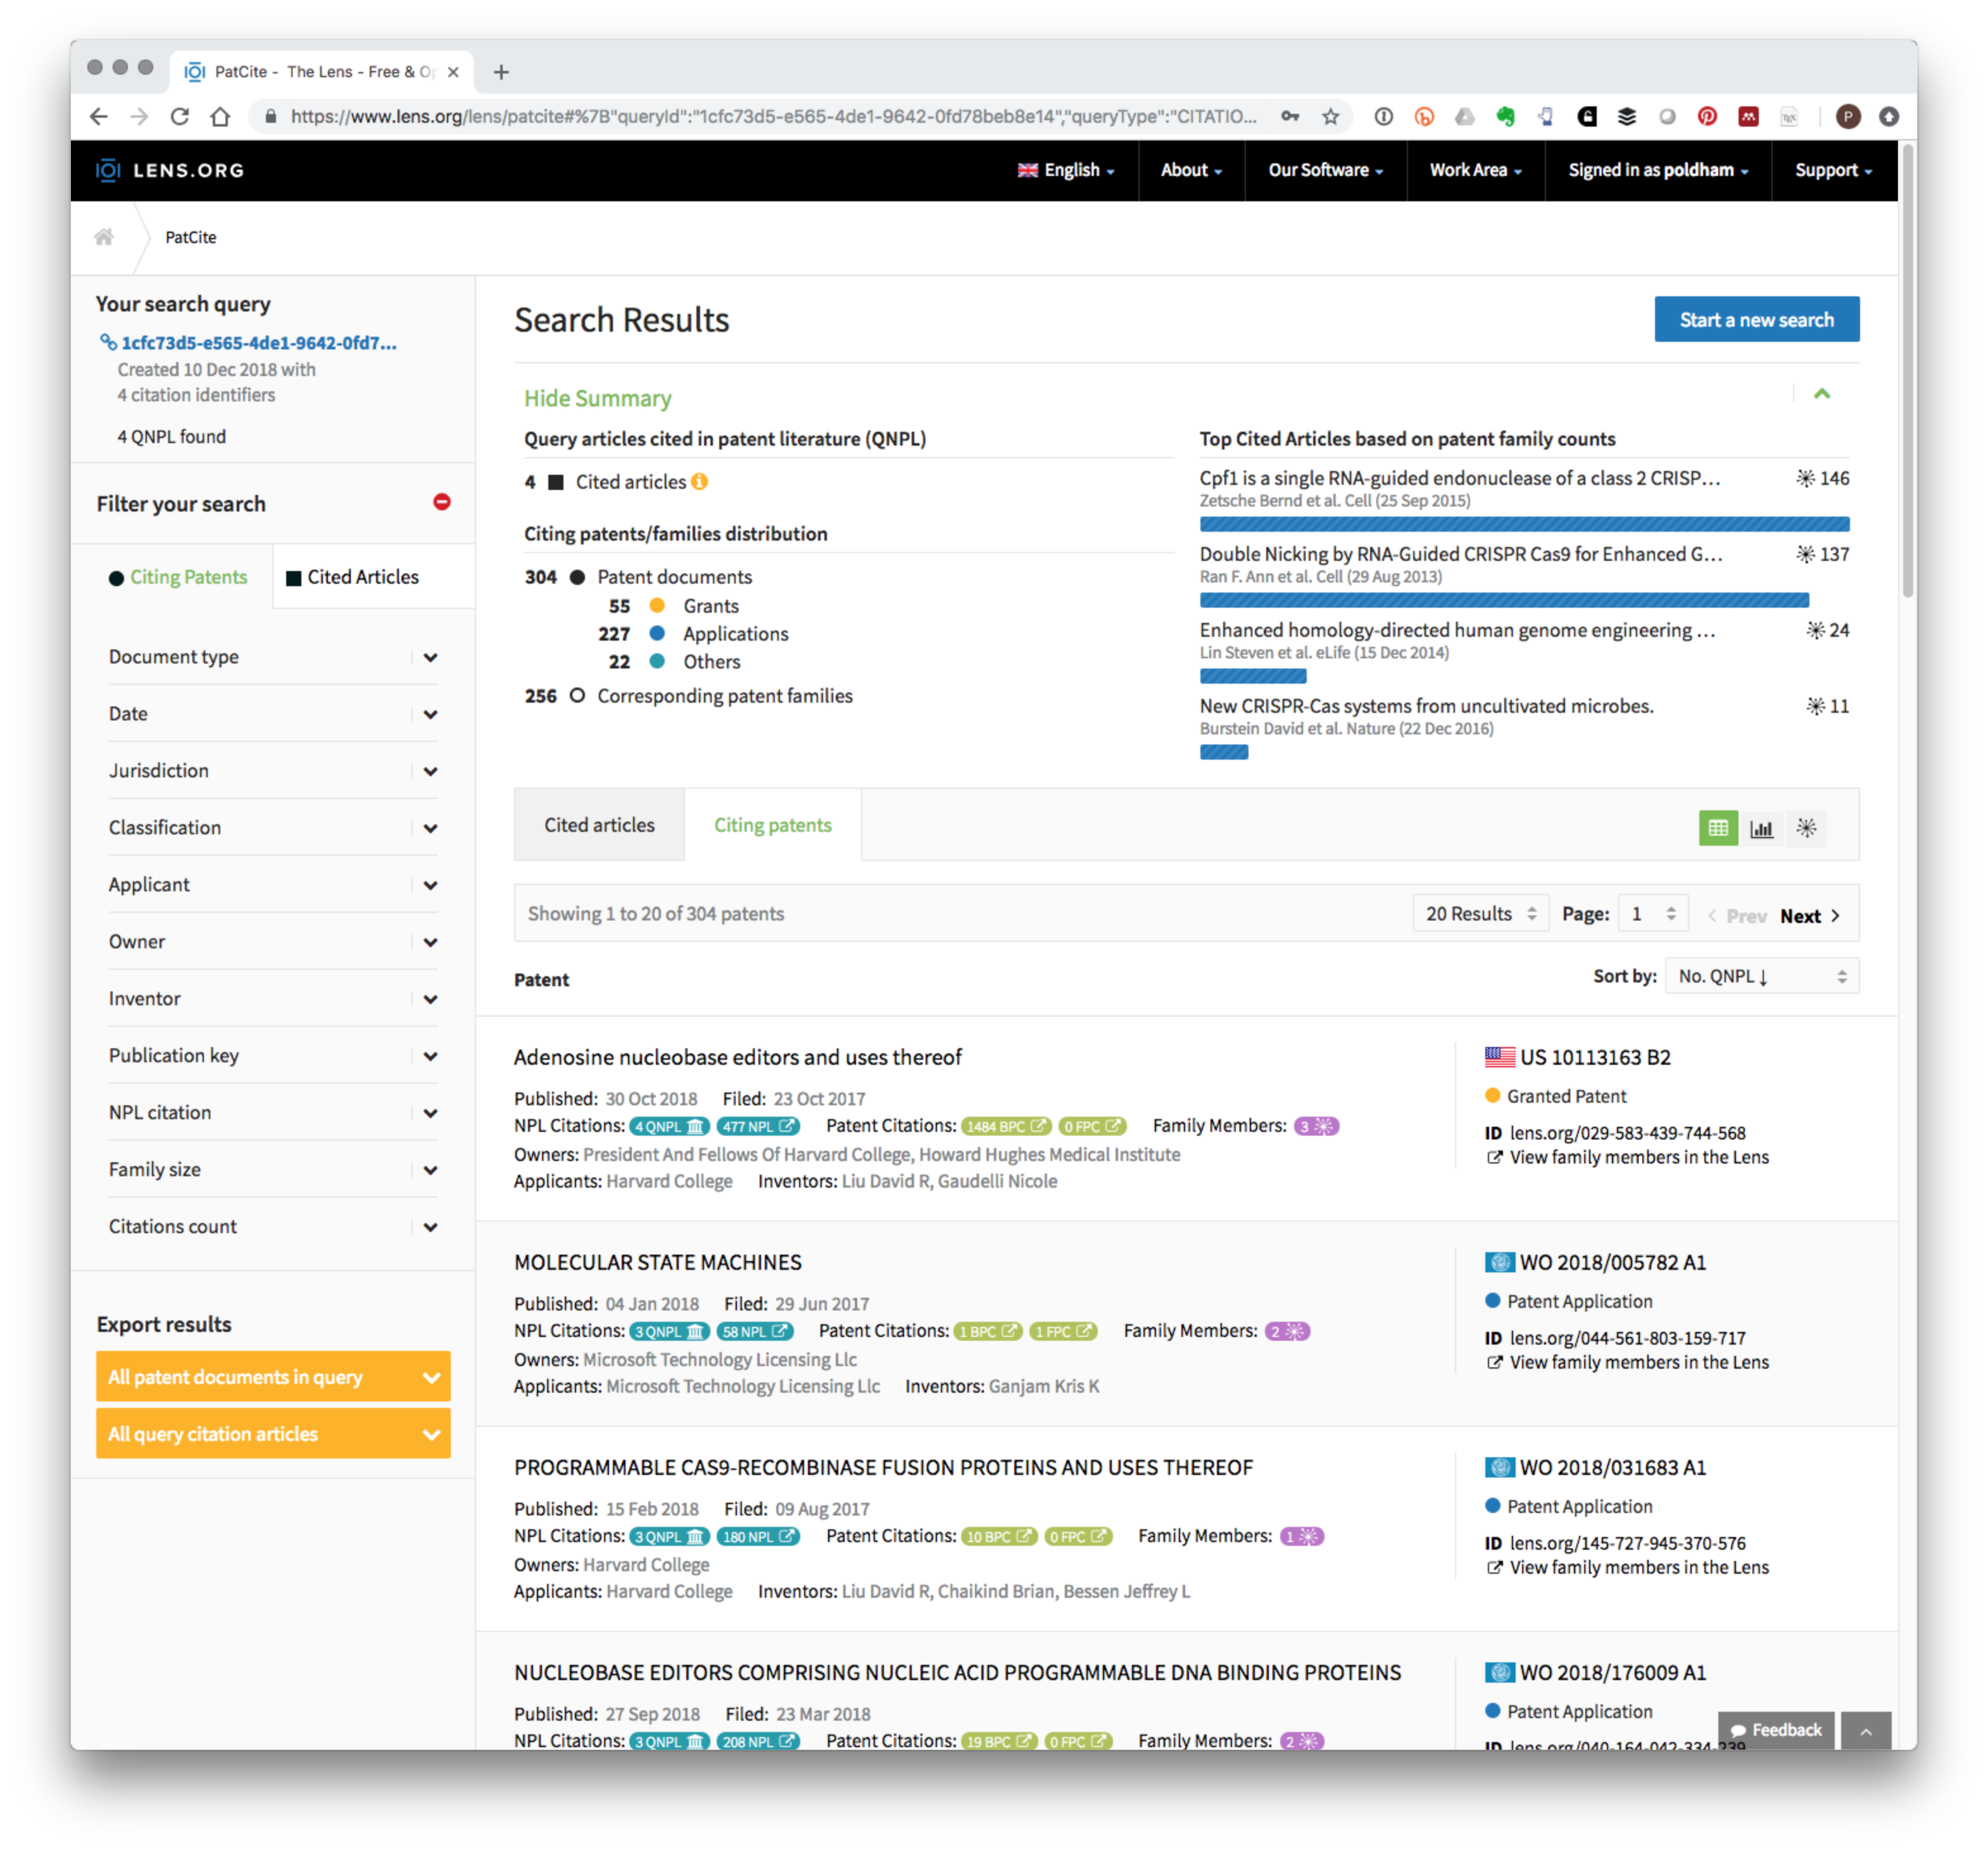 PatCite - The Lens - Free & Op
https://www.lens.org/lens/patcite#%7B"queryId":"1cfc73d5-e565-4de1-9642-0fd78beb8e14","queryType":"CITATIO...
LENS.ORG
English
About
Our Software
Work Area
Signed in as poldham
Support
PatCite
Your search query
1cfc73d5-e565-4de1-9642-0fd7...
Created 10 Dec 2018 with
4 citation identifiers
4 QNPL found
Filter your search
Citing Patents
Cited Articles
Document type
Date
Jurisdiction
Classification
Applicant
Owner
Inventor
Publication key
NPL citation
Family size
Citations count
Export results
All patent documents in query
All query citation articles
Search Results
Start a new search
Hide Summary
Query articles cited in patent literature (QNPL)
4 Cited articles
Citing patents/families distribution
304 Patent documents
55 Grants
227 Applications
22 Others
256 Corresponding patent families
Top Cited Articles based on patent family counts
Cpf1 is a single RNA-guided endonuclease of a class 2 CRISP... 146
Zetsche Bernd et al. Cell (25 Sep 2015)
Double Nicking by RNA-Guided CRISPR Cas9 for Enhanced G... 137
Ran F. Ann et al. Cell (29 Aug 2013)
Enhanced homology-directed human genome engineering ... 24
Lin Steven et al. eLife (15 Dec 2014)
New CRISPR-Cas systems from uncultivated microbes. 11
Burstein David et al. Nature (22 Dec 2016)
Cited articles
Citing patents
Showing 1 to 20 of 304 patents
20 Results Page: 1 < Prev Next >
Patent
Sort by: No. QNPL ↓
Adenosine nucleobase editors and uses thereof
Published: 30 Oct 2018 Filed: 23 Oct 2017
NPL Citations: 4 QNPL 477 NPL Patent Citations: 1484 BPC 0 FPC Family Members: 3
Owners: President And Fellows Of Harvard College, Howard Hughes Medical Institute
Applicants: Harvard College Inventors: Liu David R, Gaudelli Nicole
US 10113163 B2
Granted Patent
ID lens.org/029-583-439-744-568
View family members in the Lens
MOLECULAR STATE MACHINES
Published: 04 Jan 2018 Filed: 29 Jun 2017
NPL Citations: 3 QNPL 58 NPL Patent Citations: 1 BPC 1 FPC Family Members: 2
Owners: Microsoft Technology Licensing Llc
Applicants: Microsoft Technology Licensing Llc Inventors: Ganjam Kris K
WO 2018/005782 A1
Patent Application
ID lens.org/044-561-803-159-717
View family members in the Lens
PROGRAMMABLE CAS9-RECOMBINASE FUSION PROTEINS AND USES THEREOF
Published: 15 Feb 2018 Filed: 09 Aug 2017
NPL Citations: 3 QNPL 180 NPL Patent Citations: 10 BPC 0 FPC Family Members: 1
Owners: Harvard College
Applicants: Harvard College Inventors: Liu David R, Chaikind Brian, Bessen Jeffrey L
WO 2018/031683 A1
Patent Application
ID lens.org/145-727-945-370-576
View family members in the Lens
NUCLEOBASE EDITORS COMPRISING NUCLEIC ACID PROGRAMMABLE DNA BINDING PROTEINS
Published: 27 Sep 2018 Filed: 23 Mar 2018
NPL Citations: 3 QNPL 208 NPL Patent Citations: 19 BPC 0 FPC Family Members: 2
WO 2018/176009 A1
Patent Application
ID lens.org/040-164-042-334-239
Feedback